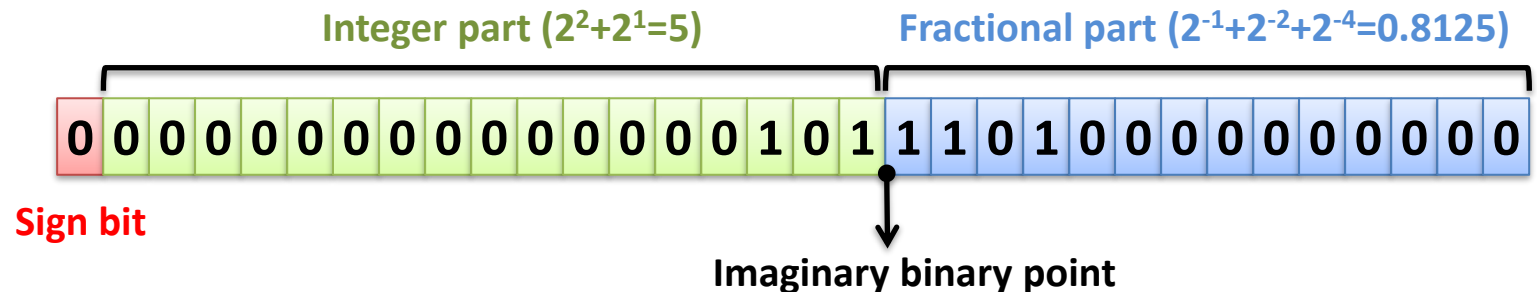 Integer part (2²+2¹=5) Fractional part (2⁻¹+2⁻²+2⁻⁴=0.8125)
0 0 0 0 0 0 0 0 0 0 0 0 0 0 0 1 0 1 1 1 0 1 0 0 0 0 0 0 0 0 0 0
Sign bit
Imaginary binary point